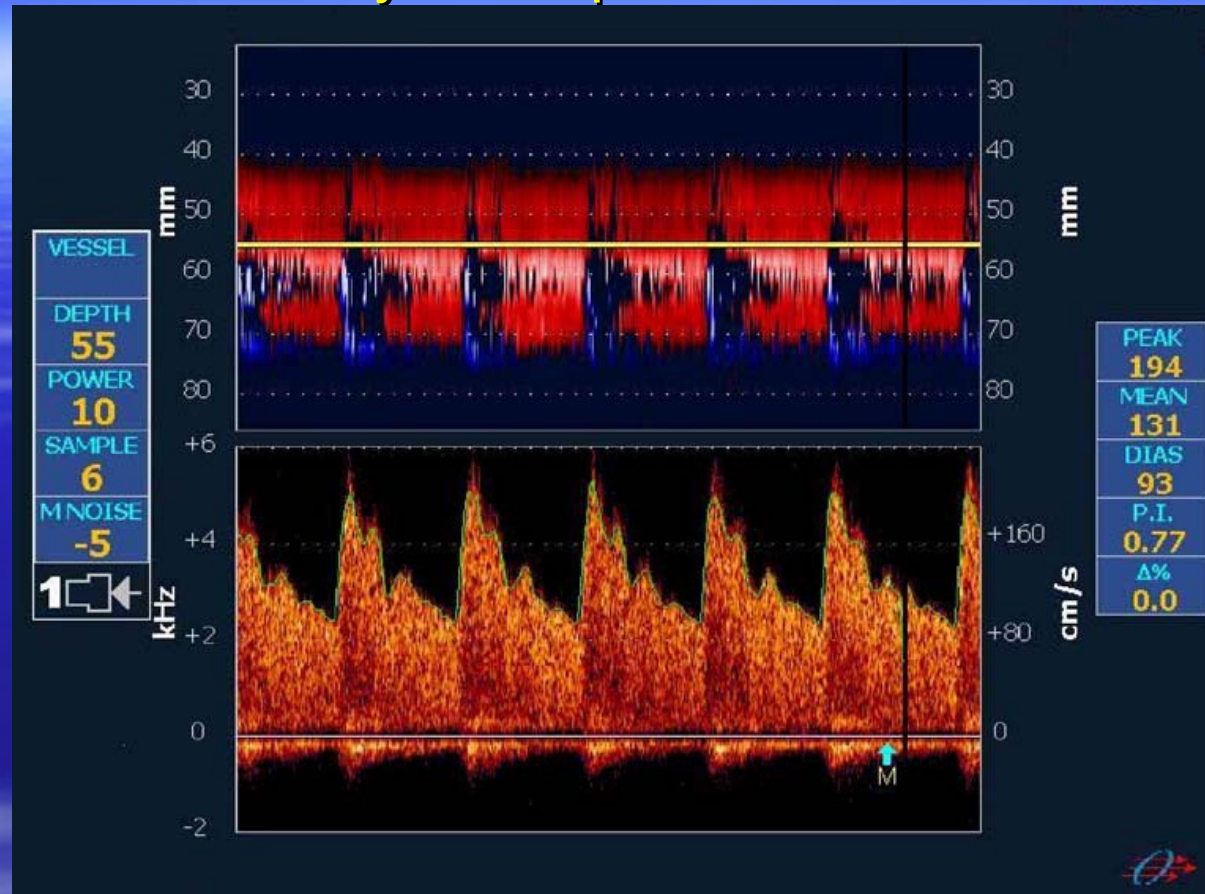 30 30
40 40
mm 50 50 mm
60 60
70 70
80 80
VESSEL
DEPTH
55
POWER
10
SAMPLE
6
M NOISE
-5
1
PEAK
194
MEAN
131
DIAS
93
P.I.
0.77
Δ%
0.0
+6
+4 +160
kHz cm/s
+2 +80
0 0
M
-2